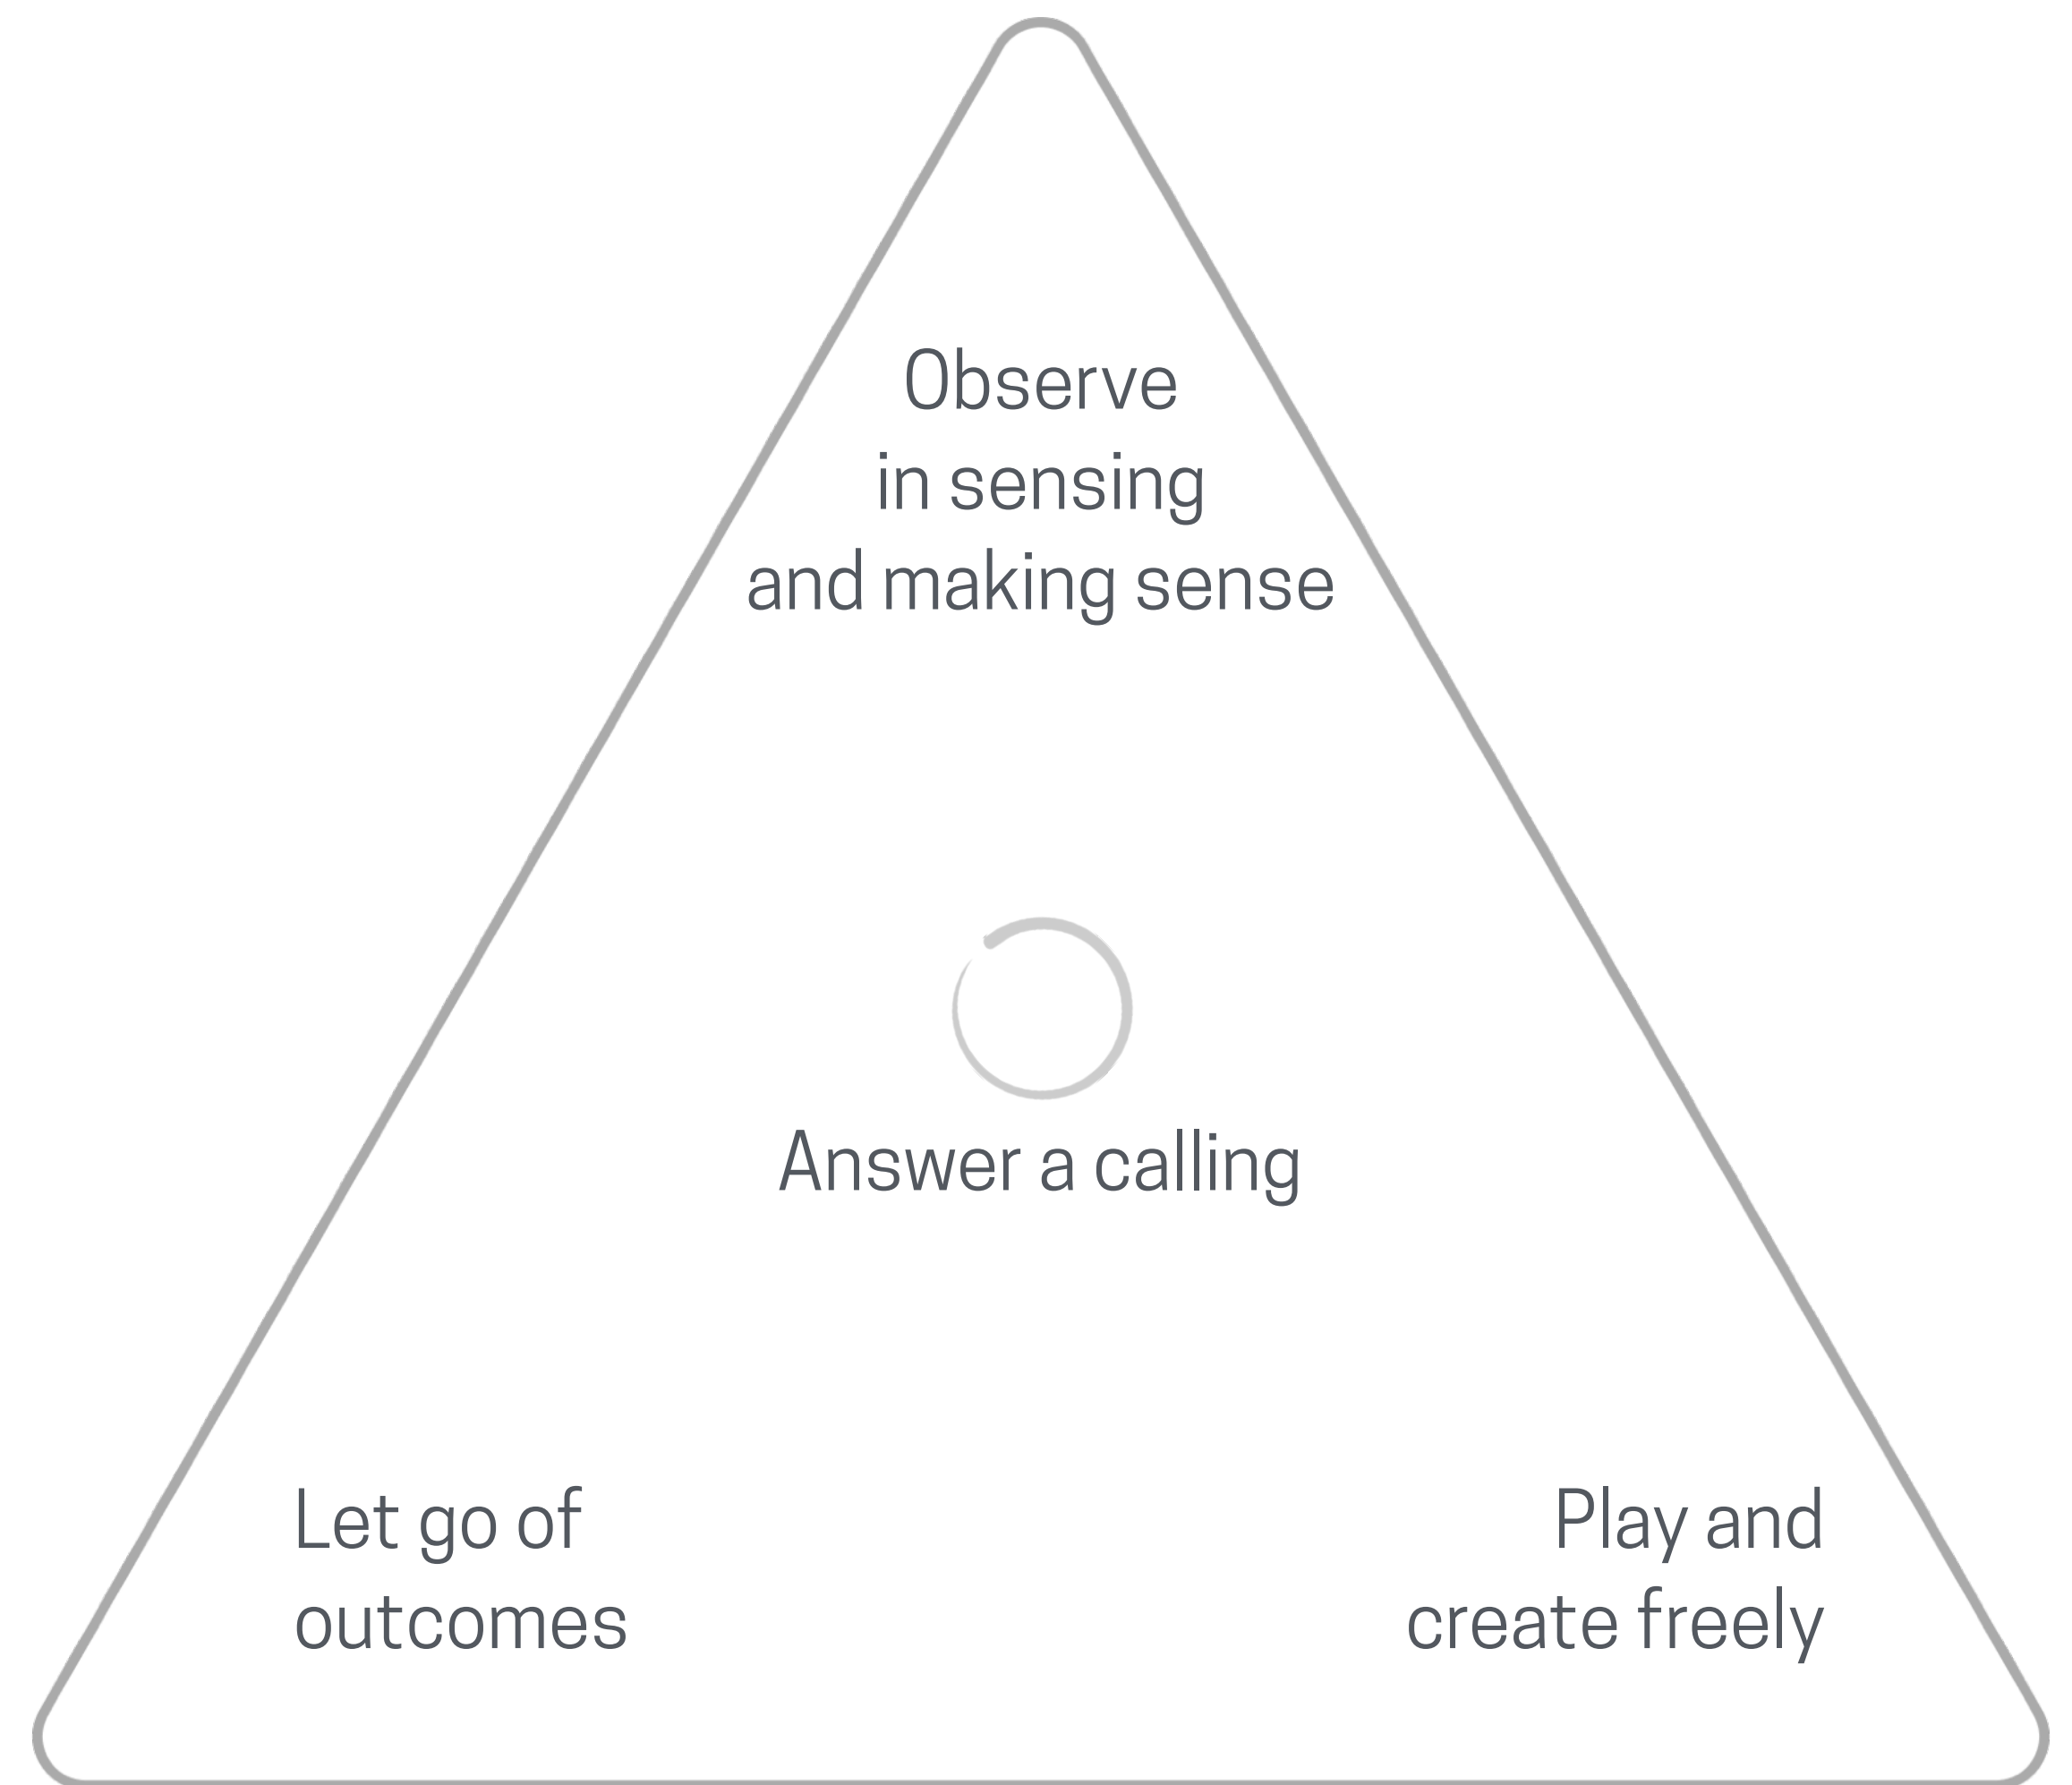 Observe
in sensing
and making sense
Answer a calling
Let go of
outcomes
Play and
create freely